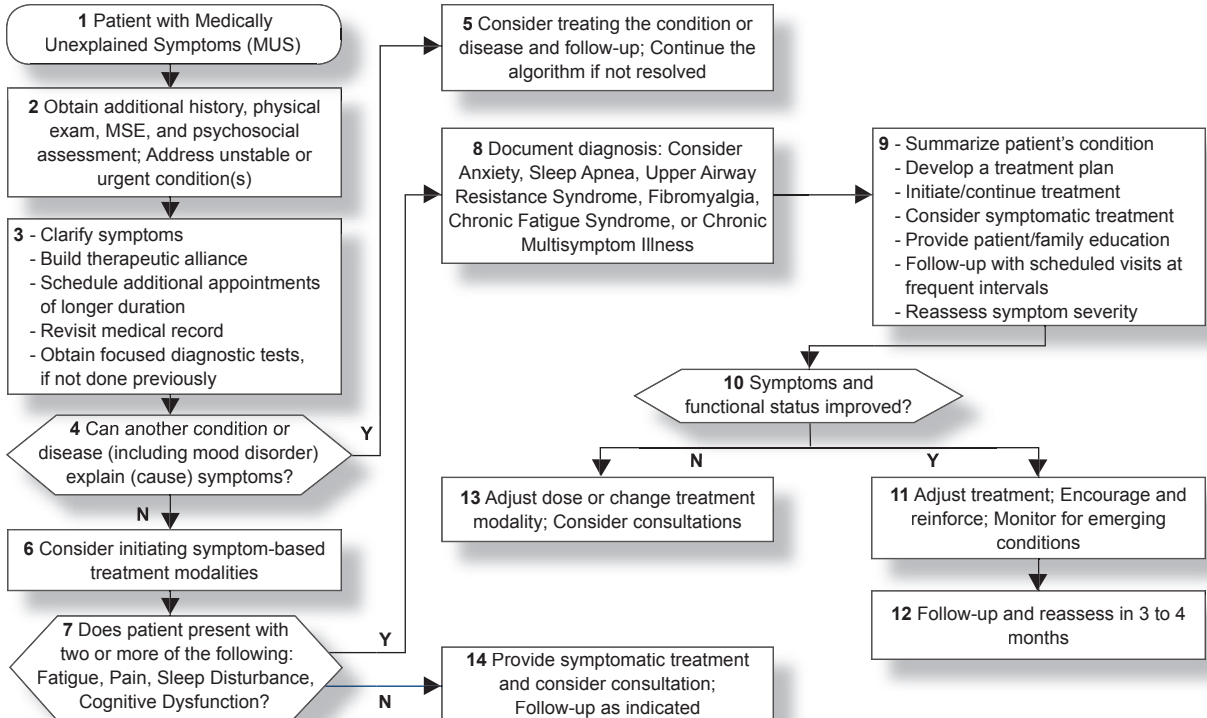 1 Patient with Medically
Unexplained Symptoms (MUS)
2 Obtain additional history, physical
exam, MSE, and psychosocial
assessment; Address unstable or
urgent condition(s)
3 - Clarify symptoms
- Build therapeutic alliance
- Schedule additional appointments
of longer duration
- Revisit medical record
- Obtain focused diagnostic tests,
if not done previously
4 Can another condition or
disease (including mood disorder)
explain (cause) symptoms?
Y
N
5 Consider treating the condition or
disease and follow-up; Continue the
algorithm if not resolved
6 Consider initiating symptom-based
treatment modalities
7 Does patient present with
two or more of the following:
Fatigue, Pain, Sleep Disturbance,
Cognitive Dysfunction?
Y
N
8 Document diagnosis: Consider
Anxiety, Sleep Apnea, Upper Airway
Resistance Syndrome, Fibromyalgia,
Chronic Fatigue Syndrome, or Chronic
Multisymptom Illness
9 - Summarize patient’s condition
- Develop a treatment plan
- Initiate/continue treatment
- Consider symptomatic treatment
- Provide patient/family education
- Follow-up with scheduled visits at
frequent intervals
- Reassess symptom severity
10 Symptoms and
functional status improved?
N
Y
13 Adjust dose or change treatment
modality; Consider consultations
11 Adjust treatment; Encourage and
reinforce; Monitor for emerging
conditions
12 Follow-up and reassess in 3 to 4
months
14 Provide symptomatic treatment
and consider consultation;
Follow-up as indicated